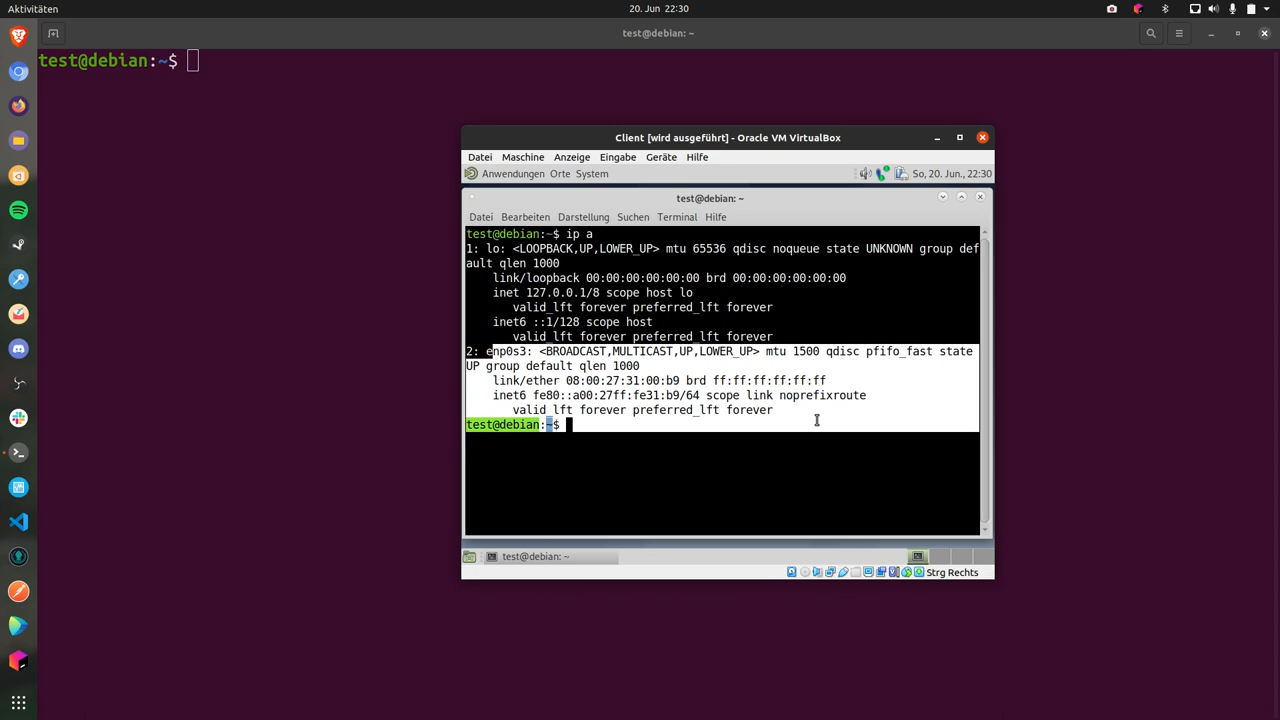 Aktivitäten
20. Jun 22:30
test@debian: ~
test@debian:~$
Client [wird ausgeführt] - Oracle VM VirtualBox
Datei Maschine Anzeige Eingabe Geräte Hilfe
Anwendungen Orte System
So, 20. Jun., 22:30
test@debian: ~
Datei Bearbeiten Darstellung Suchen Terminal Hilfe
test@debian:~$ ip a
1: lo: <LOOPBACK,UP,LOWER_UP> mtu 65536 qdisc noqueue state UNKNOWN group def
ault qlen 1000
link/loopback 00:00:00:00:00:00 brd 00:00:00:00:00:00
inet 127.0.0.1/8 scope host lo
valid_lft forever preferred_lft forever
inet6 ::1/128 scope host
valid_lft forever preferred_lft forever
2: enp0s3: <BROADCAST,MULTICAST,UP,LOWER_UP> mtu 1500 qdisc pfifo_fast state
UP group default qlen 1000
link/ether 08:00:27:31:00:b9 brd ff:ff:ff:ff:ff:ff
inet6 fe80::a00:27ff:fe31:b9/64 scope link noprefixroute
valid_lft forever preferred_lft forever
test@debian:~$
test@debian: ~
Strg Rechts